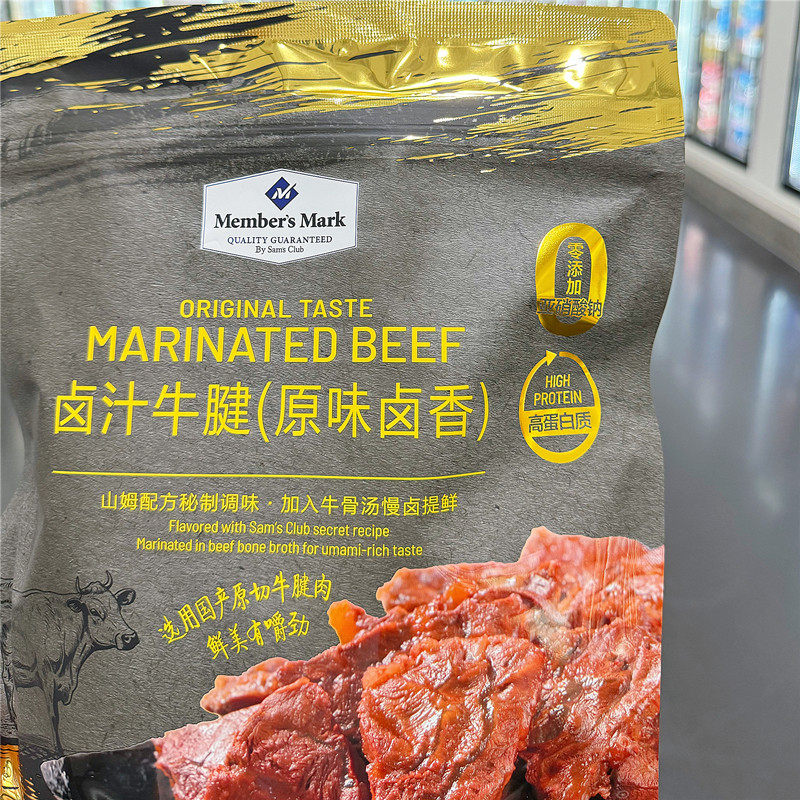 Member's Mark
QUALITY GUARANTEED
By Sam's Club
零添加
亚硝酸钠
ORIGINAL TASTE
MARINATED BEEF
卤汁牛腱(原味卤香)
HIGH
PROTEIN
高蛋白质
山姆配方秘制调味·加入牛骨汤慢卤提鲜
Flavored with Sam's Club secret recipe
Marinated in beef bone broth for umami-rich taste
选用国产原切牛腱肉
鲜美有嚼劲